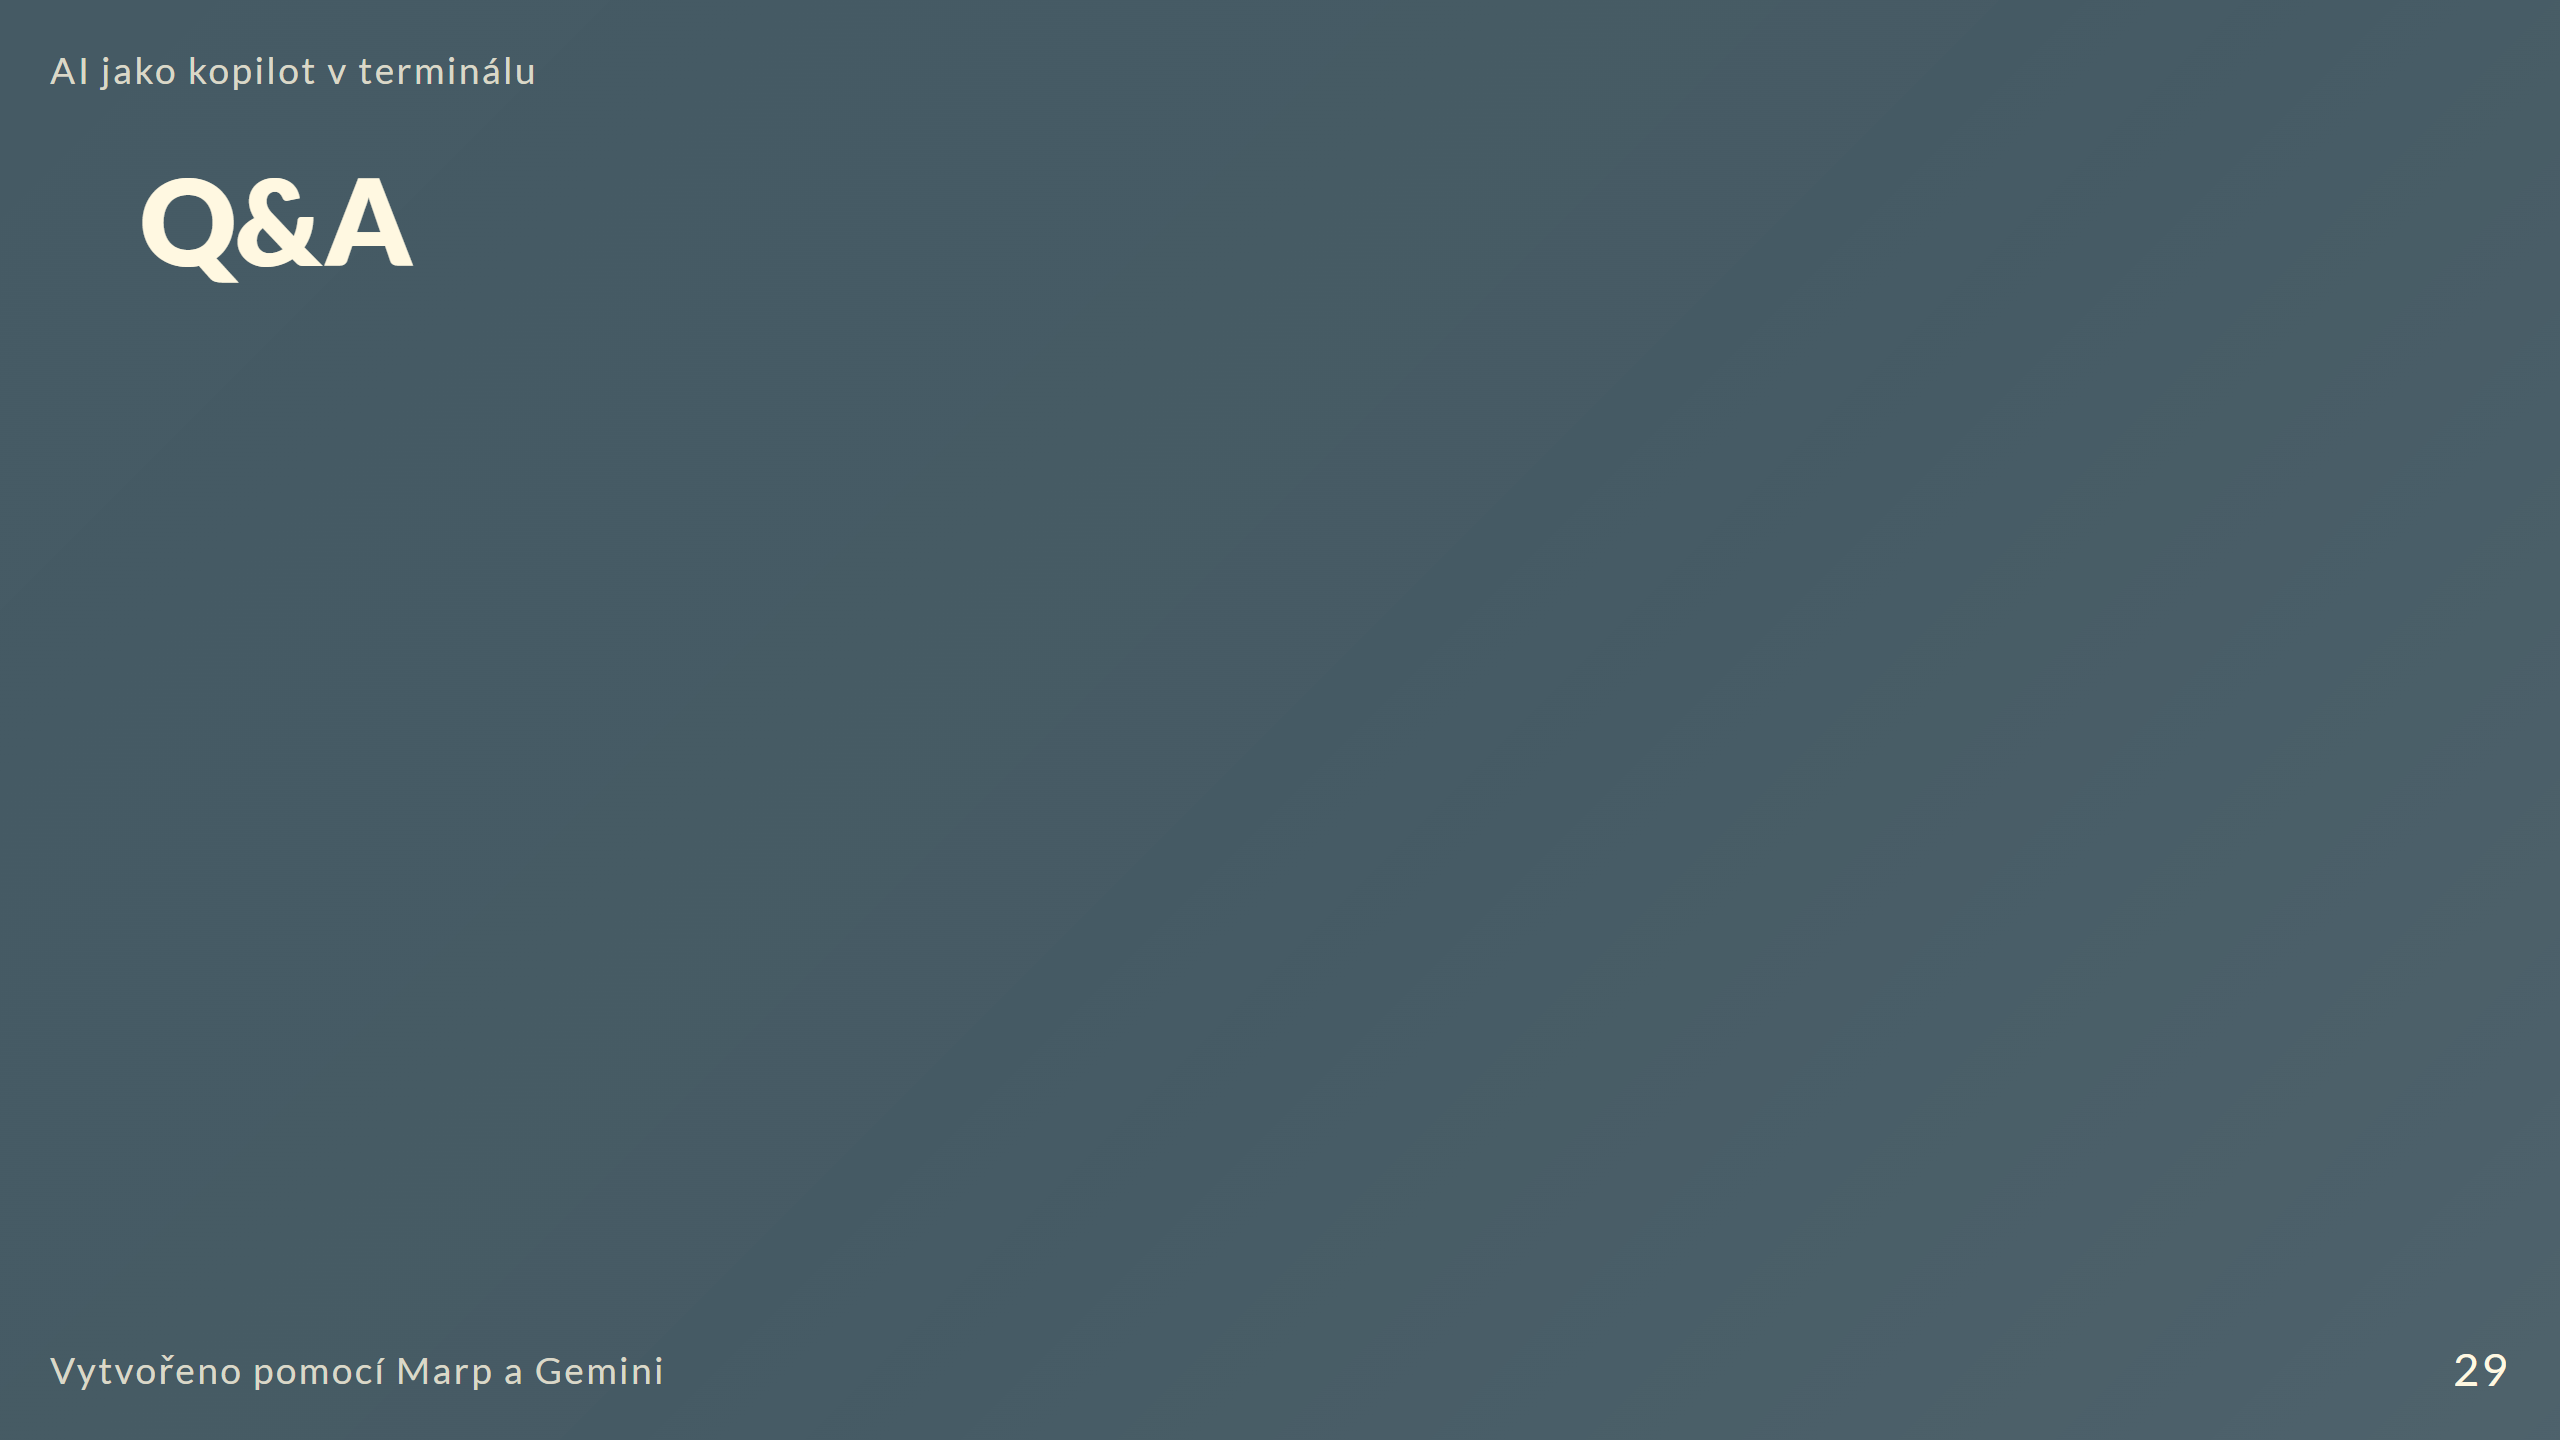 AI jako kopilot v terminálu
Q&A
Vytvořeno pomocí Marp a Gemini
29